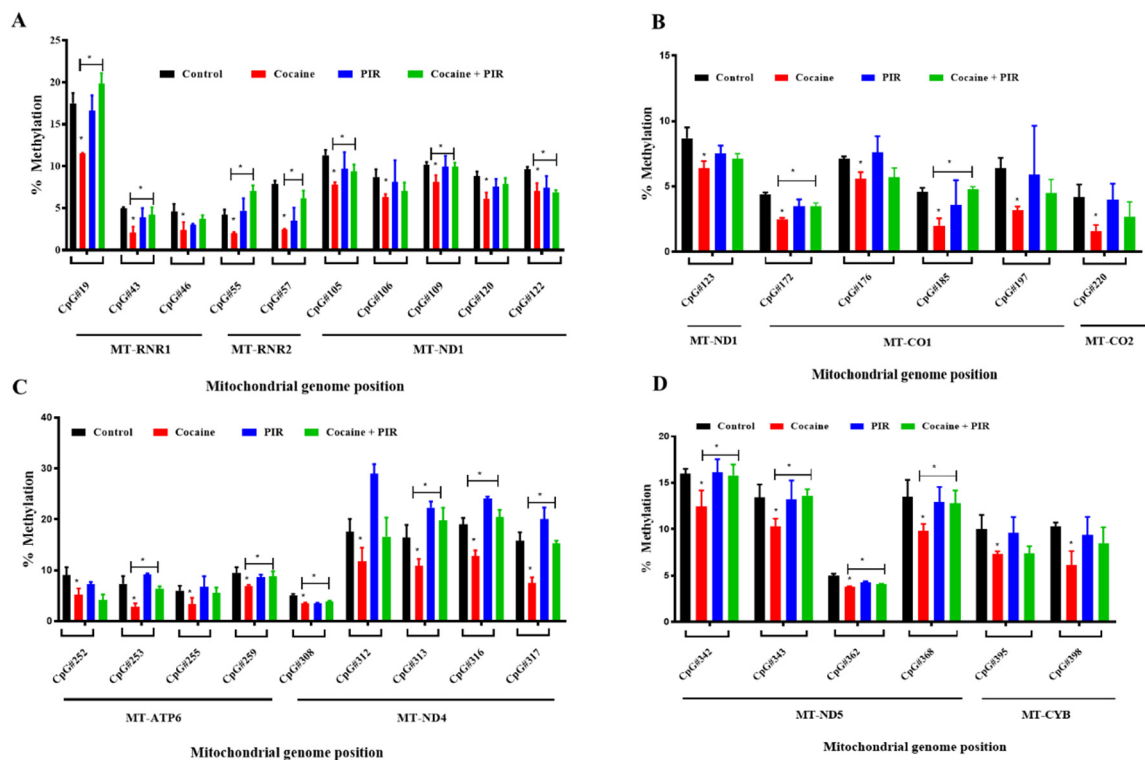 A
% Methylation
25
20
15
10
5
0
Control Cocaine PIR Cocaine + PIR
* * * * * * * * * * * * * * * * *
CpG#19 CpG#43 CpG#46 CpG#55 CpG#57 CpG#105 CpG#106 CpG#109 CpG#120 CpG#122
MT-RNR1 MT-RNR2 MT-ND1
Mitochondrial genome position
B
% Methylation
15
10
5
0
Control Cocaine PIR Cocaine + PIR
* * * * * * * *
CpG#123 CpG#172 CpG#176 CpG#185 CpG#197 CpG#220
MT-ND1 MT-CO1 MT-CO2
Mitochondrial genome position
C
% Methylation
40
30
20
10
0
Control Cocaine PIR Cocaine + PIR
* * * * * * * * * * * * * * *
CpG#252 CpG#253 CpG#255 CpG#259 CpG#308 CpG#312 CpG#313 CpG#316 CpG#317
MT-ATP6 MT-ND4
Mitochondrial genome position
D
% Methylation
20
15
10
5
0
Control Cocaine PIR Cocaine + PIR
* * * * * * * * * *
CpG#342 CpG#343 CpG#362 CpG#368 CpG#395 CpG#398
MT-ND5 MT-CYB
Mitochondrial genome position